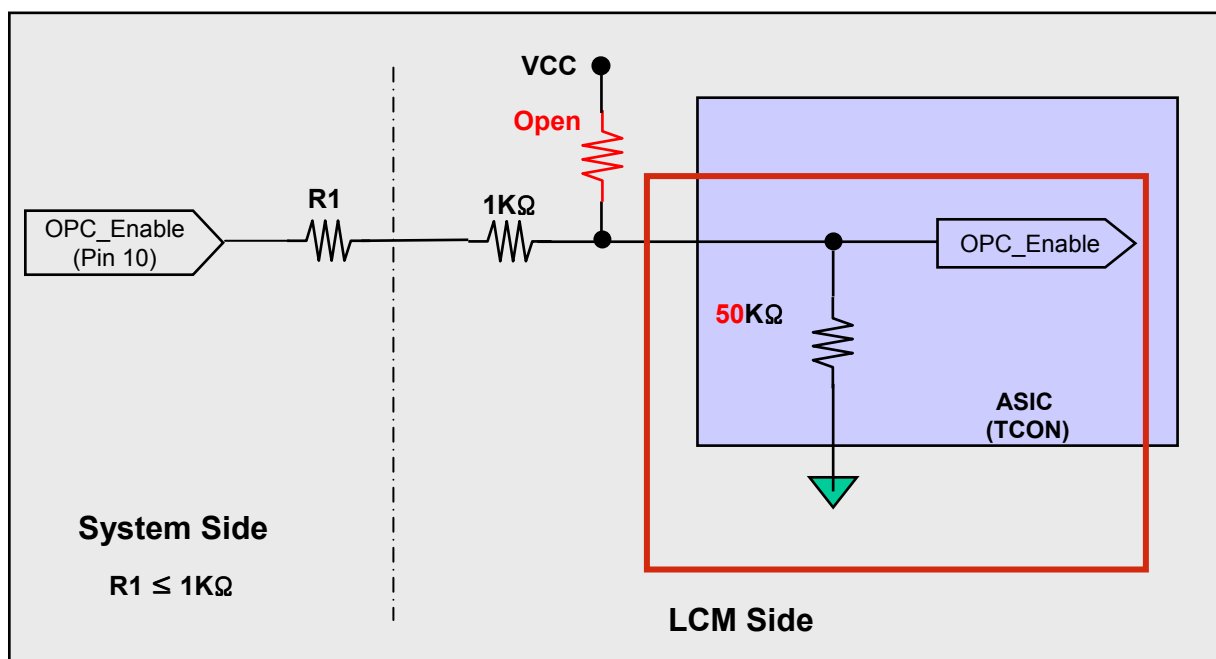 VCC
Open
R1
1KΩ
OPC_Enable
(Pin 10)
OPC_Enable
50KΩ
ASIC
(TCON)
System Side
R1 ≤ 1KΩ
LCM Side